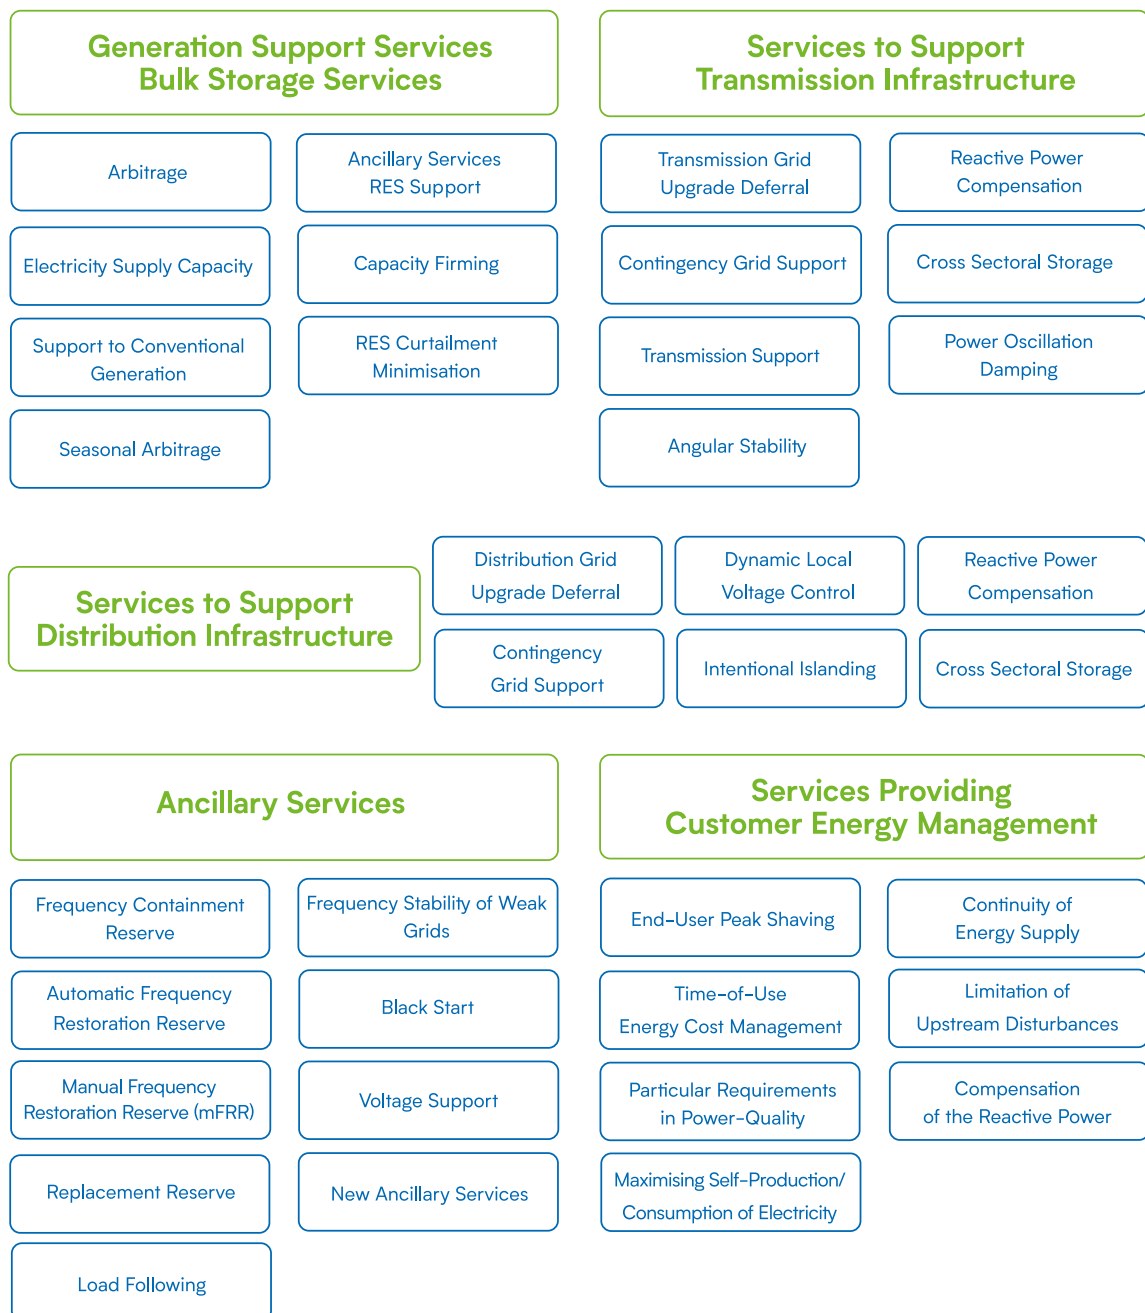 Generation Support Services
Bulk Storage Services
Arbitrage
Ancillary Services
RES Support
Electricity Supply Capacity
Capacity Firming
Support to Conventional
Generation
RES Curtailment
Minimisation
Seasonal Arbitrage
Services to Support
Transmission Infrastructure
Transmission Grid
Upgrade Deferral
Reactive Power
Compensation
Contingency Grid Support
Cross Sectoral Storage
Transmission Support
Power Oscillation
Damping
Angular Stability
Services to Support
Distribution Infrastructure
Distribution Grid
Upgrade Deferral
Dynamic Local
Voltage Control
Reactive Power
Compensation
Contingency
Grid Support
Intentional Islanding
Cross Sectoral Storage
Ancillary Services
Frequency Containment
Reserve
Frequency Stability of Weak
Grids
Automatic Frequency
Restoration Reserve
Black Start
Manual Frequency
Restoration Reserve (mFRR)
Voltage Support
Replacement Reserve
New Ancillary Services
Load Following
Services Providing
Customer Energy Management
End-User Peak Shaving
Continuity of
Energy Supply
Time-of-Use
Energy Cost Management
Limitation of
Upstream Disturbances
Particular Requirements
in Power-Quality
Compensation
of the Reactive Power
Maximising Self-Production/
Consumption of Electricity